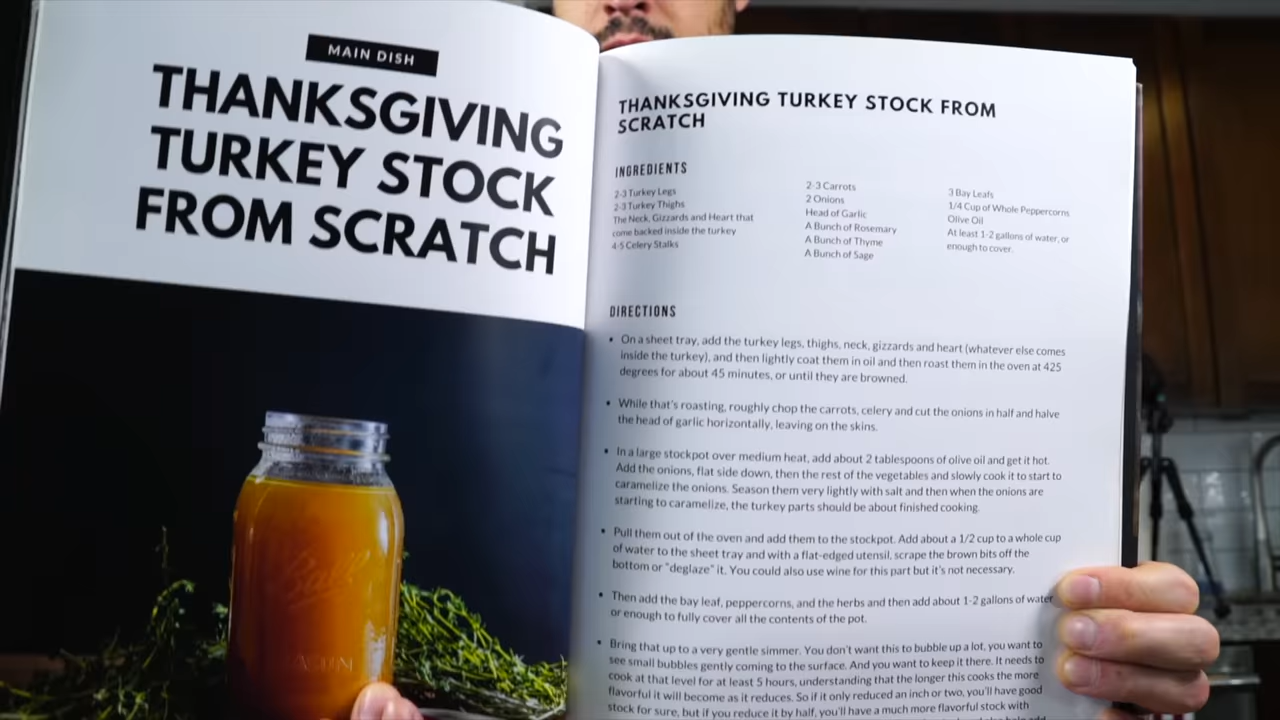 MAIN DISH
THANKSGIVING
TURKEY STOCK
FROM SCRATCH
THANKSGIVING TURKEY STOCK FROM
SCRATCH
INGREDIENTS
2-3 Turkey Legs
2-3 Turkey Thighs
The Neck, Gizzards and Heart that
come backed inside the turkey
4-5 Celery Stalks
2-3 Carrots
2 Onions
Head of Garlic
A Bunch of Rosemary
A Bunch of Thyme
A Bunch of Sage
3 Bay Leafs
1/4 Cup of Whole Peppercorns
Olive Oil
At least 1-2 gallons of water, or
enough to cover.
DIRECTIONS
• On a sheet tray, add the turkey legs, thighs, neck, gizzards and heart (whatever else comes
inside the turkey), and then lightly coat them in oil and then roast them in the oven at 425
degrees for about 45 minutes, or until they are browned.
• While that's roasting, roughly chop the carrots, celery and cut the onions in half and halve
the head of garlic horizontally, leaving on the skins.
• In a large stockpot over medium heat, add about 2 tablespoons of olive oil and get it hot.
Add the onions, flat side down, then the rest of the vegetables and slowly cook it to start to
caramelize the onions. Season them very lightly with salt and then when the onions are
starting to caramelize, the turkey parts should be about finished cooking.
• Pull them out of the oven and add them to the stockpot. Add about a 1/2 cup to a whole cup
of water to the sheet tray and with a flat-edged utensil, scrape the brown bits off the
bottom or "deglaze" it. You could also use wine for this part but it's not necessary.
• Then add the bay leaf, peppercorns, and the herbs and then add about 1-2 gallons of water
or enough to fully cover all the contents of the pot.
• Bring that up to a very gentle simmer. You don't want this to bubble up a lot, you want to
see small bubbles gently coming to the surface. And you want to keep it there. It needs to
cook at that level for at least 5 hours, understanding that the longer this cooks the more
flavorful it will become as it reduces. So if it only reduced an inch or two, you'll have good
stock for sure, but if you reduce it by half, you'll have a much more flavorful stock with
Ball